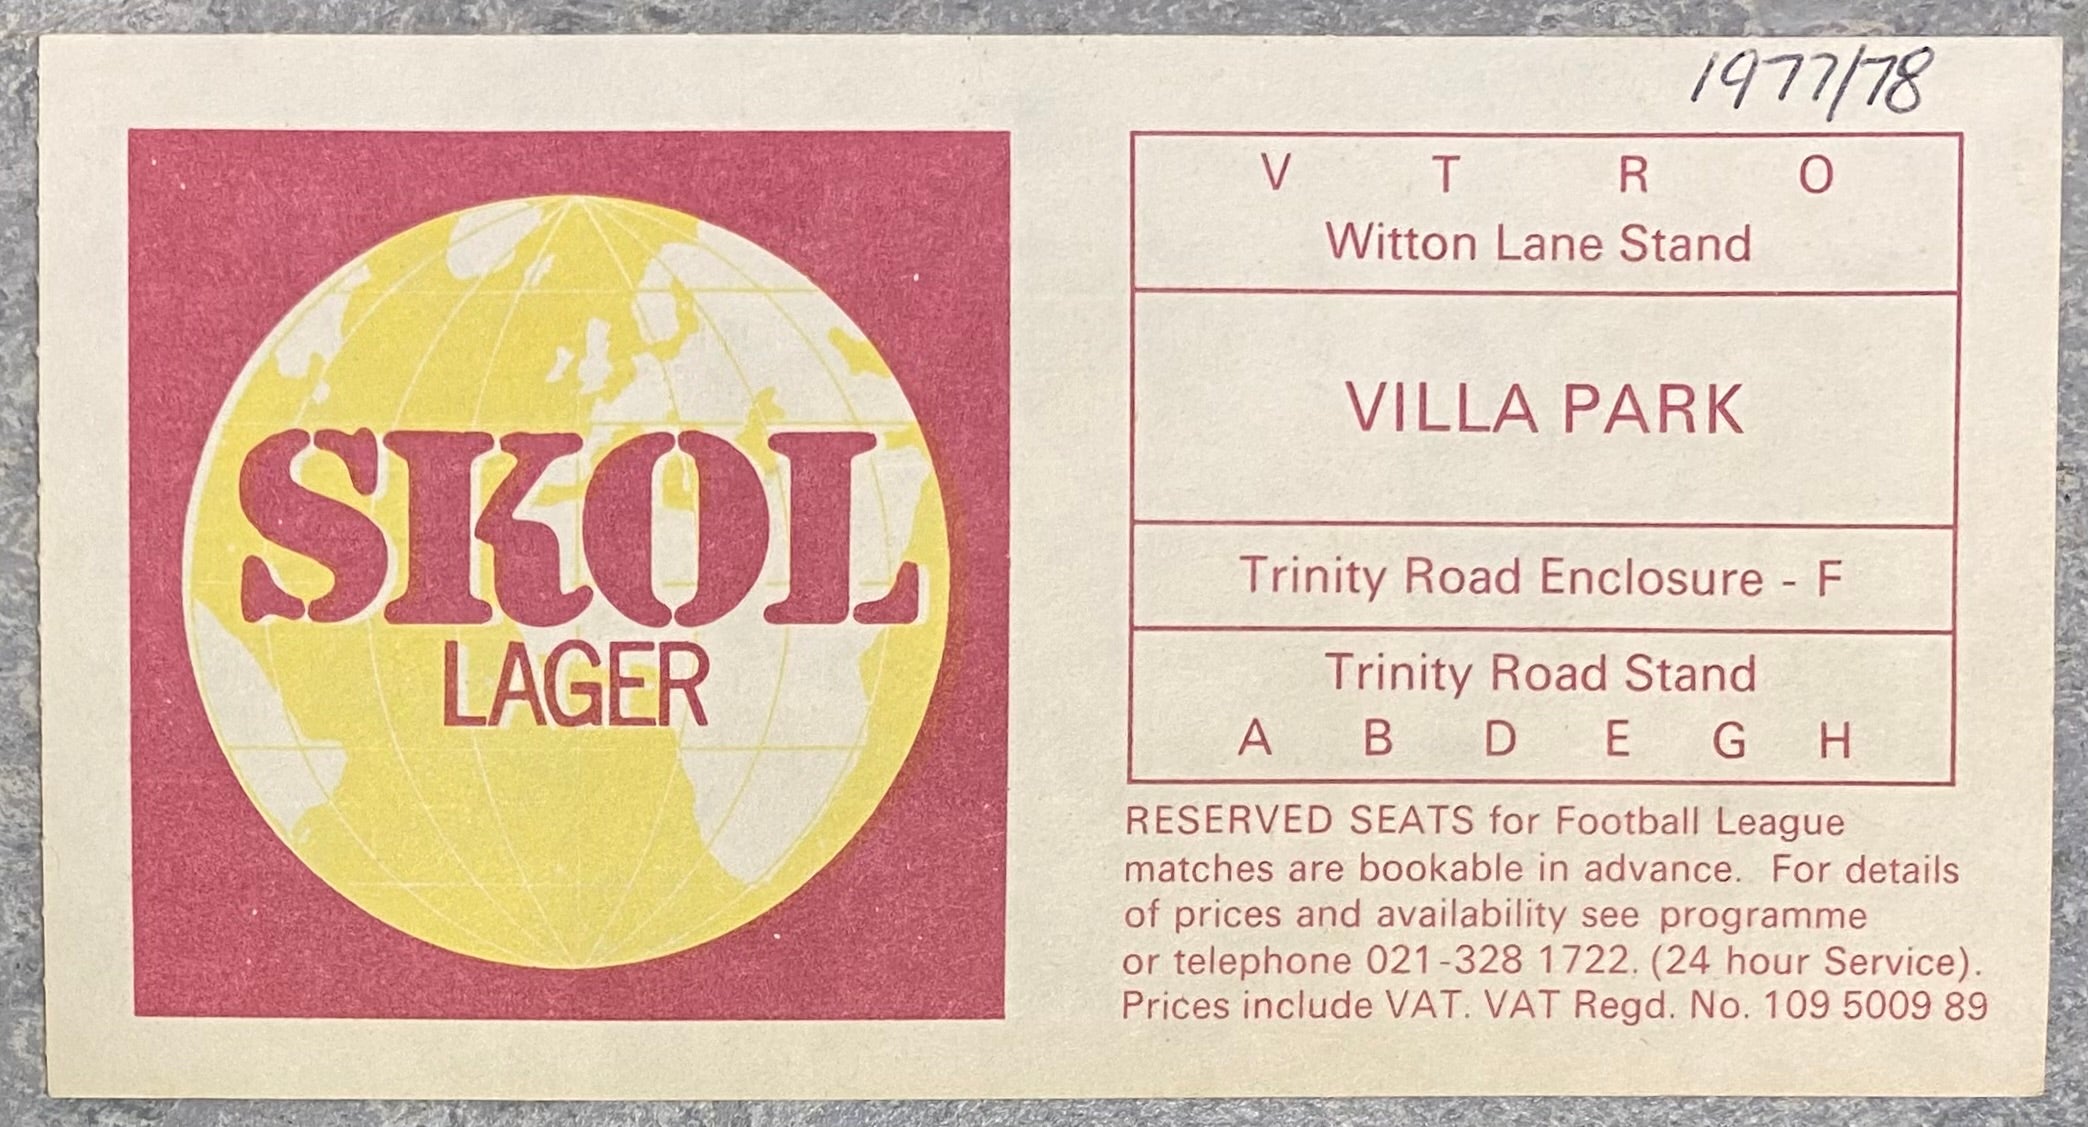 SKOL
LAGER
1977/78
V T R O
Witton Lane Stand
VILLA PARK
Trinity Road Enclosure - F
Trinity Road Stand
A B D E G H
RESERVED SEATS for Football League
matches are bookable in advance. For details
of prices and availability see programme
or telephone 021-328 1722. (24 hour Service).
Prices include VAT. VAT Regd. No. 109 5009 89